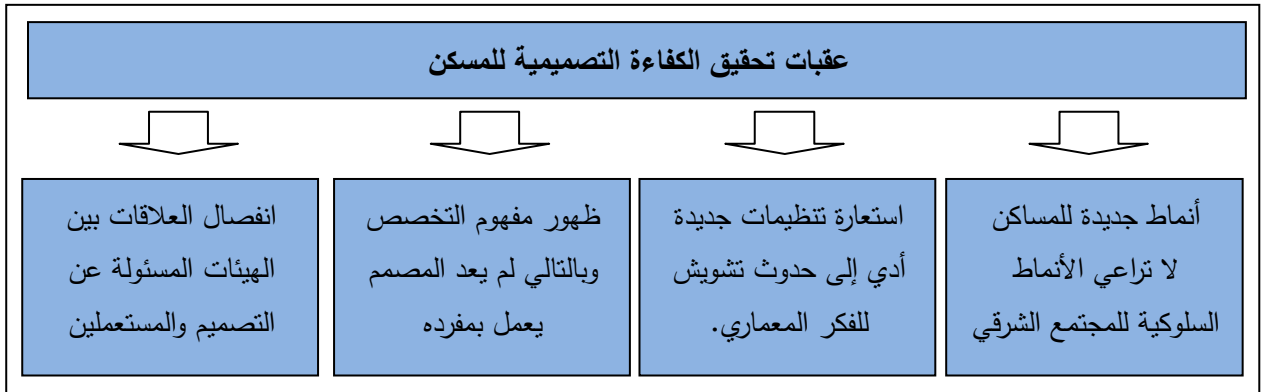 عقبات تحقيق الكفاءة التصميمية للمسكن
أنماط جديدة للمساكن
لا تراعي الأنماط
السلوكية للمجتمع الشرقي
استعارة تنظيمات جديدة
أدي إلى حدوث تشويش
للفكر المعماري.
ظهور مفهوم التخصص
وبالتالي لم يعد المصمم
يعمل بمفرده
انفصال العلاقات بين
الهيئات المسئولة عن
التصميم والمستعملين